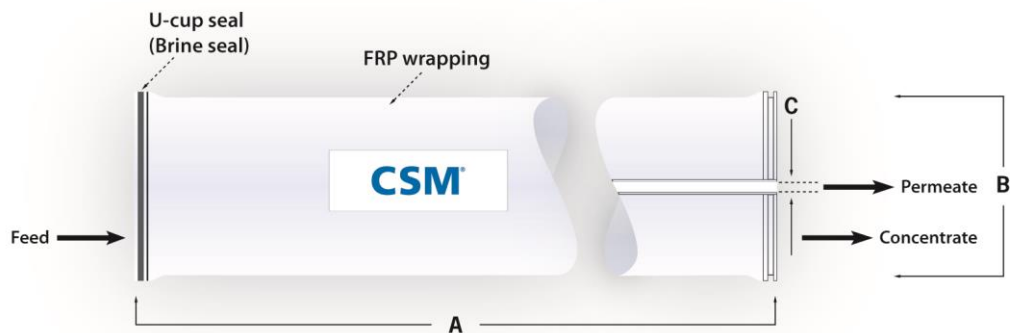 U-cup seal
(Brine seal)
FRP wrapping
C
CSM®
Permeate
B
Feed
Concentrate
A